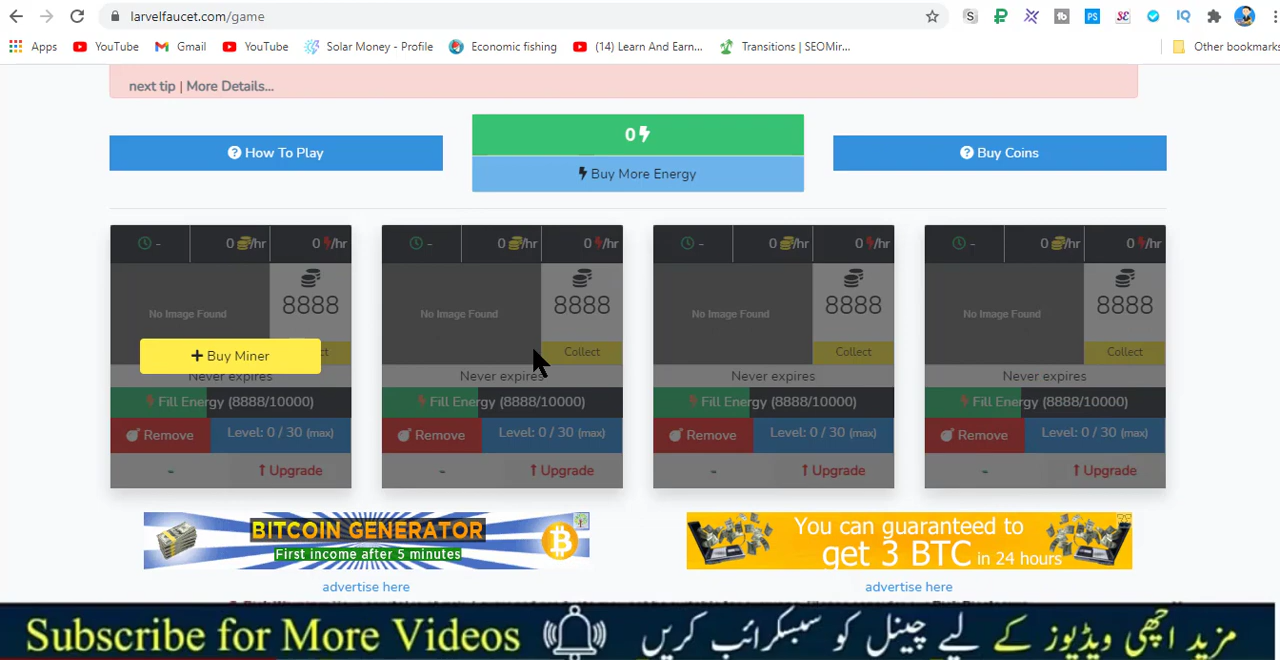 larvelfaucet.com/game
Apps YouTube Gmail YouTube Solar Money - Profile Economic fishing (14) Learn And Earn... Transitions | SEOMir... Other bookmarks
next tip | More Details...
How To Play
0
Buy More Energy
Buy Coins
- 0 /hr 0 /hr
No Image Found
8888
Buy Miner
Never expires
Fill Energy (8888/10000)
Remove Level: 0 / 30 (max)
- Upgrade
- 0 /hr 0 /hr
No Image Found
8888
Collect
Never expires
Fill Energy (8888/10000)
Remove Level: 0 / 30 (max)
- Upgrade
- 0 /hr 0 /hr
No Image Found
8888
Collect
Never expires
Fill Energy (8888/10000)
Remove Level: 0 / 30 (max)
- Upgrade
- 0 /hr 0 /hr
No Image Found
8888
Collect
Never expires
Fill Energy (8888/10000)
Remove Level: 0 / 30 (max)
- Upgrade
BITCOIN GENERATOR
First income after 5 minutes
advertise here
You can guaranteed to
get 3 BTC in 24 hours
advertise here
Subscribe for More Videos
مزید اچھی ویڈیوز کے لیے چینل کو سبسکرائب کریں